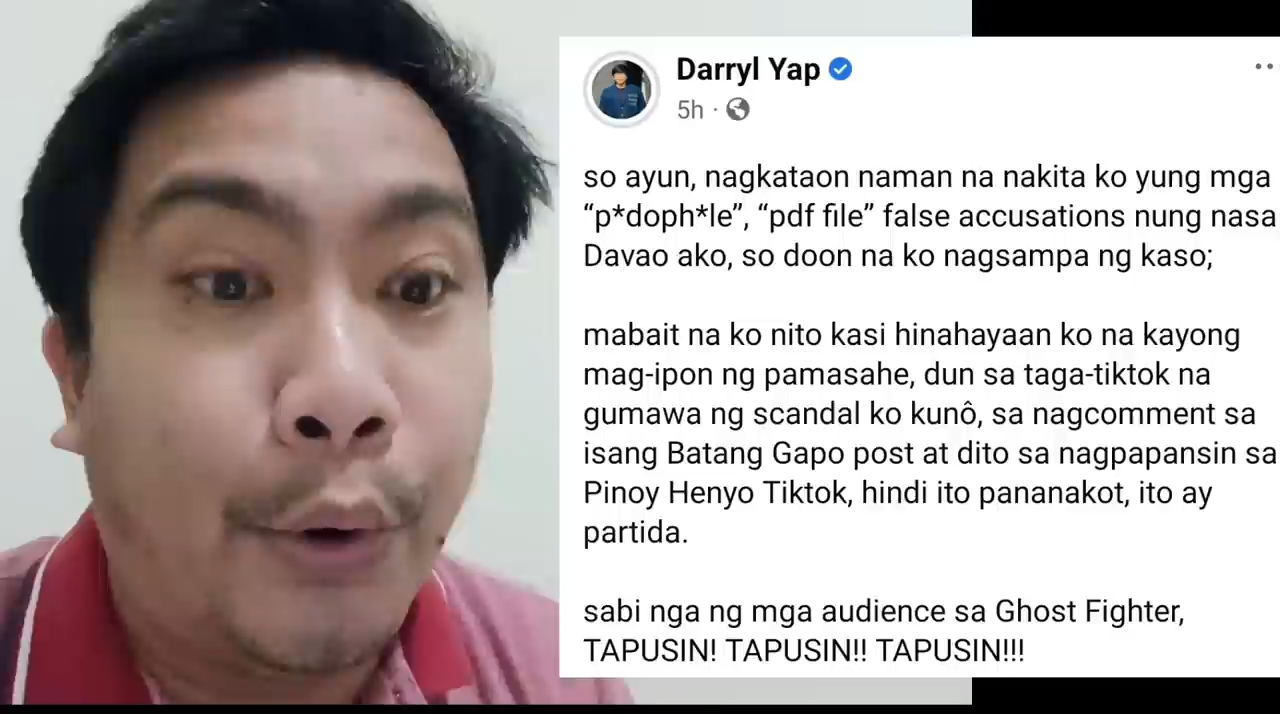 Darryl Yap
5h ·
so ayun, nagkataon naman na nakita ko yung mga
“p*doph*le”, “pdf file” false accusations nung nasa
Davao ako, so doon na ko nagsampa ng kaso;
mabait na ko nito kasi hinahayaan ko na kayong
mag-ipon ng pamasahe, dun sa taga-tiktok na
gumawa ng scandal ko kunô, sa nagcomment sa
isang Batang Gapo post at dito sa nagpapansin sa
Pinoy Henyo Tiktok, hindi ito pananakot, ito ay
partida.
sabi nga ng mga audience sa Ghost Fighter,
TAPUSIN! TAPUSIN!! TAPUSIN!!!